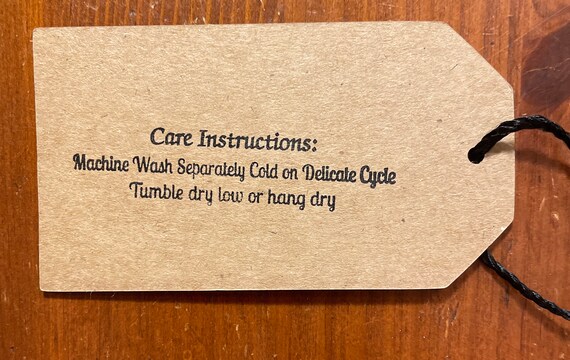 Care Instructions:
Machine Wash Separately Cold on Delicate Cycle
Tumble dry low or hang dry